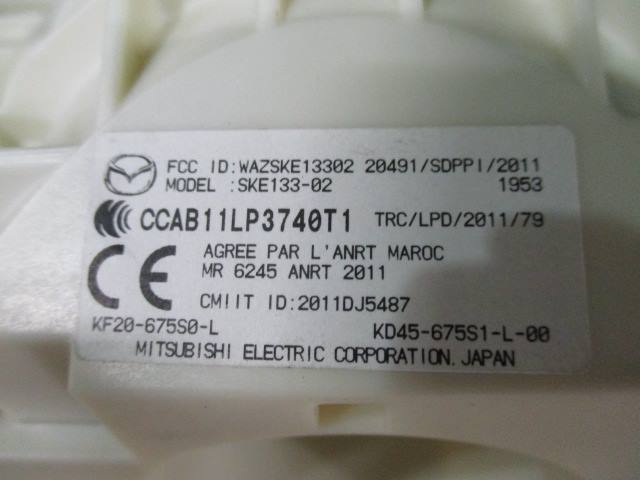 FCC ID:WAZSKE13302 20491/SDPPI/2011
MODEL :SKE133-02 1953
CCAB11LP3740T1 TRC/LPD/2011/79
AGREE PAR L'ANRT MAROC
MR 6245 ANRT 2011
CE
CMIIT ID:2011DJ5487
KF20-675S0-L KD45-675S1-L-00
MITSUBISHI ELECTRIC CORPORATION.JAPAN